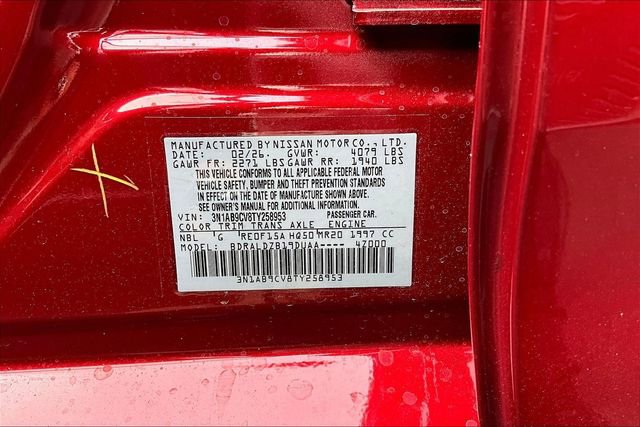 MANUFACTURED BY NISSAN MOTOR CO., LTD.
DATE: 02/26. GVWR: 4079 LBS
GAWR FR: 2271 LBS GAWR RR: 1940 LBS
THIS VEHICLE CONFORMS TO ALL APPLICABLE FEDERAL MOTOR
VEHICLE SAFETY, BUMPER AND THEFT PREVENTION STANDARDS
IN EFFECT ON THE DATE OF MANUFACTURE SHOWN ABOVE.
SEE OWNER'S MANUAL FOR ADDITIONAL INFORMATION.
VIN: 3N1AB9CV8TY258953 PASSENGER CAR.
COLOR TRIM TRANS AXLE ENGINE
NBL G RE0F15A HQ50 MR20 1997 CC
MODEL: BDRALDZB19DUAA---- 47000
3N1AB9CV8TY258953